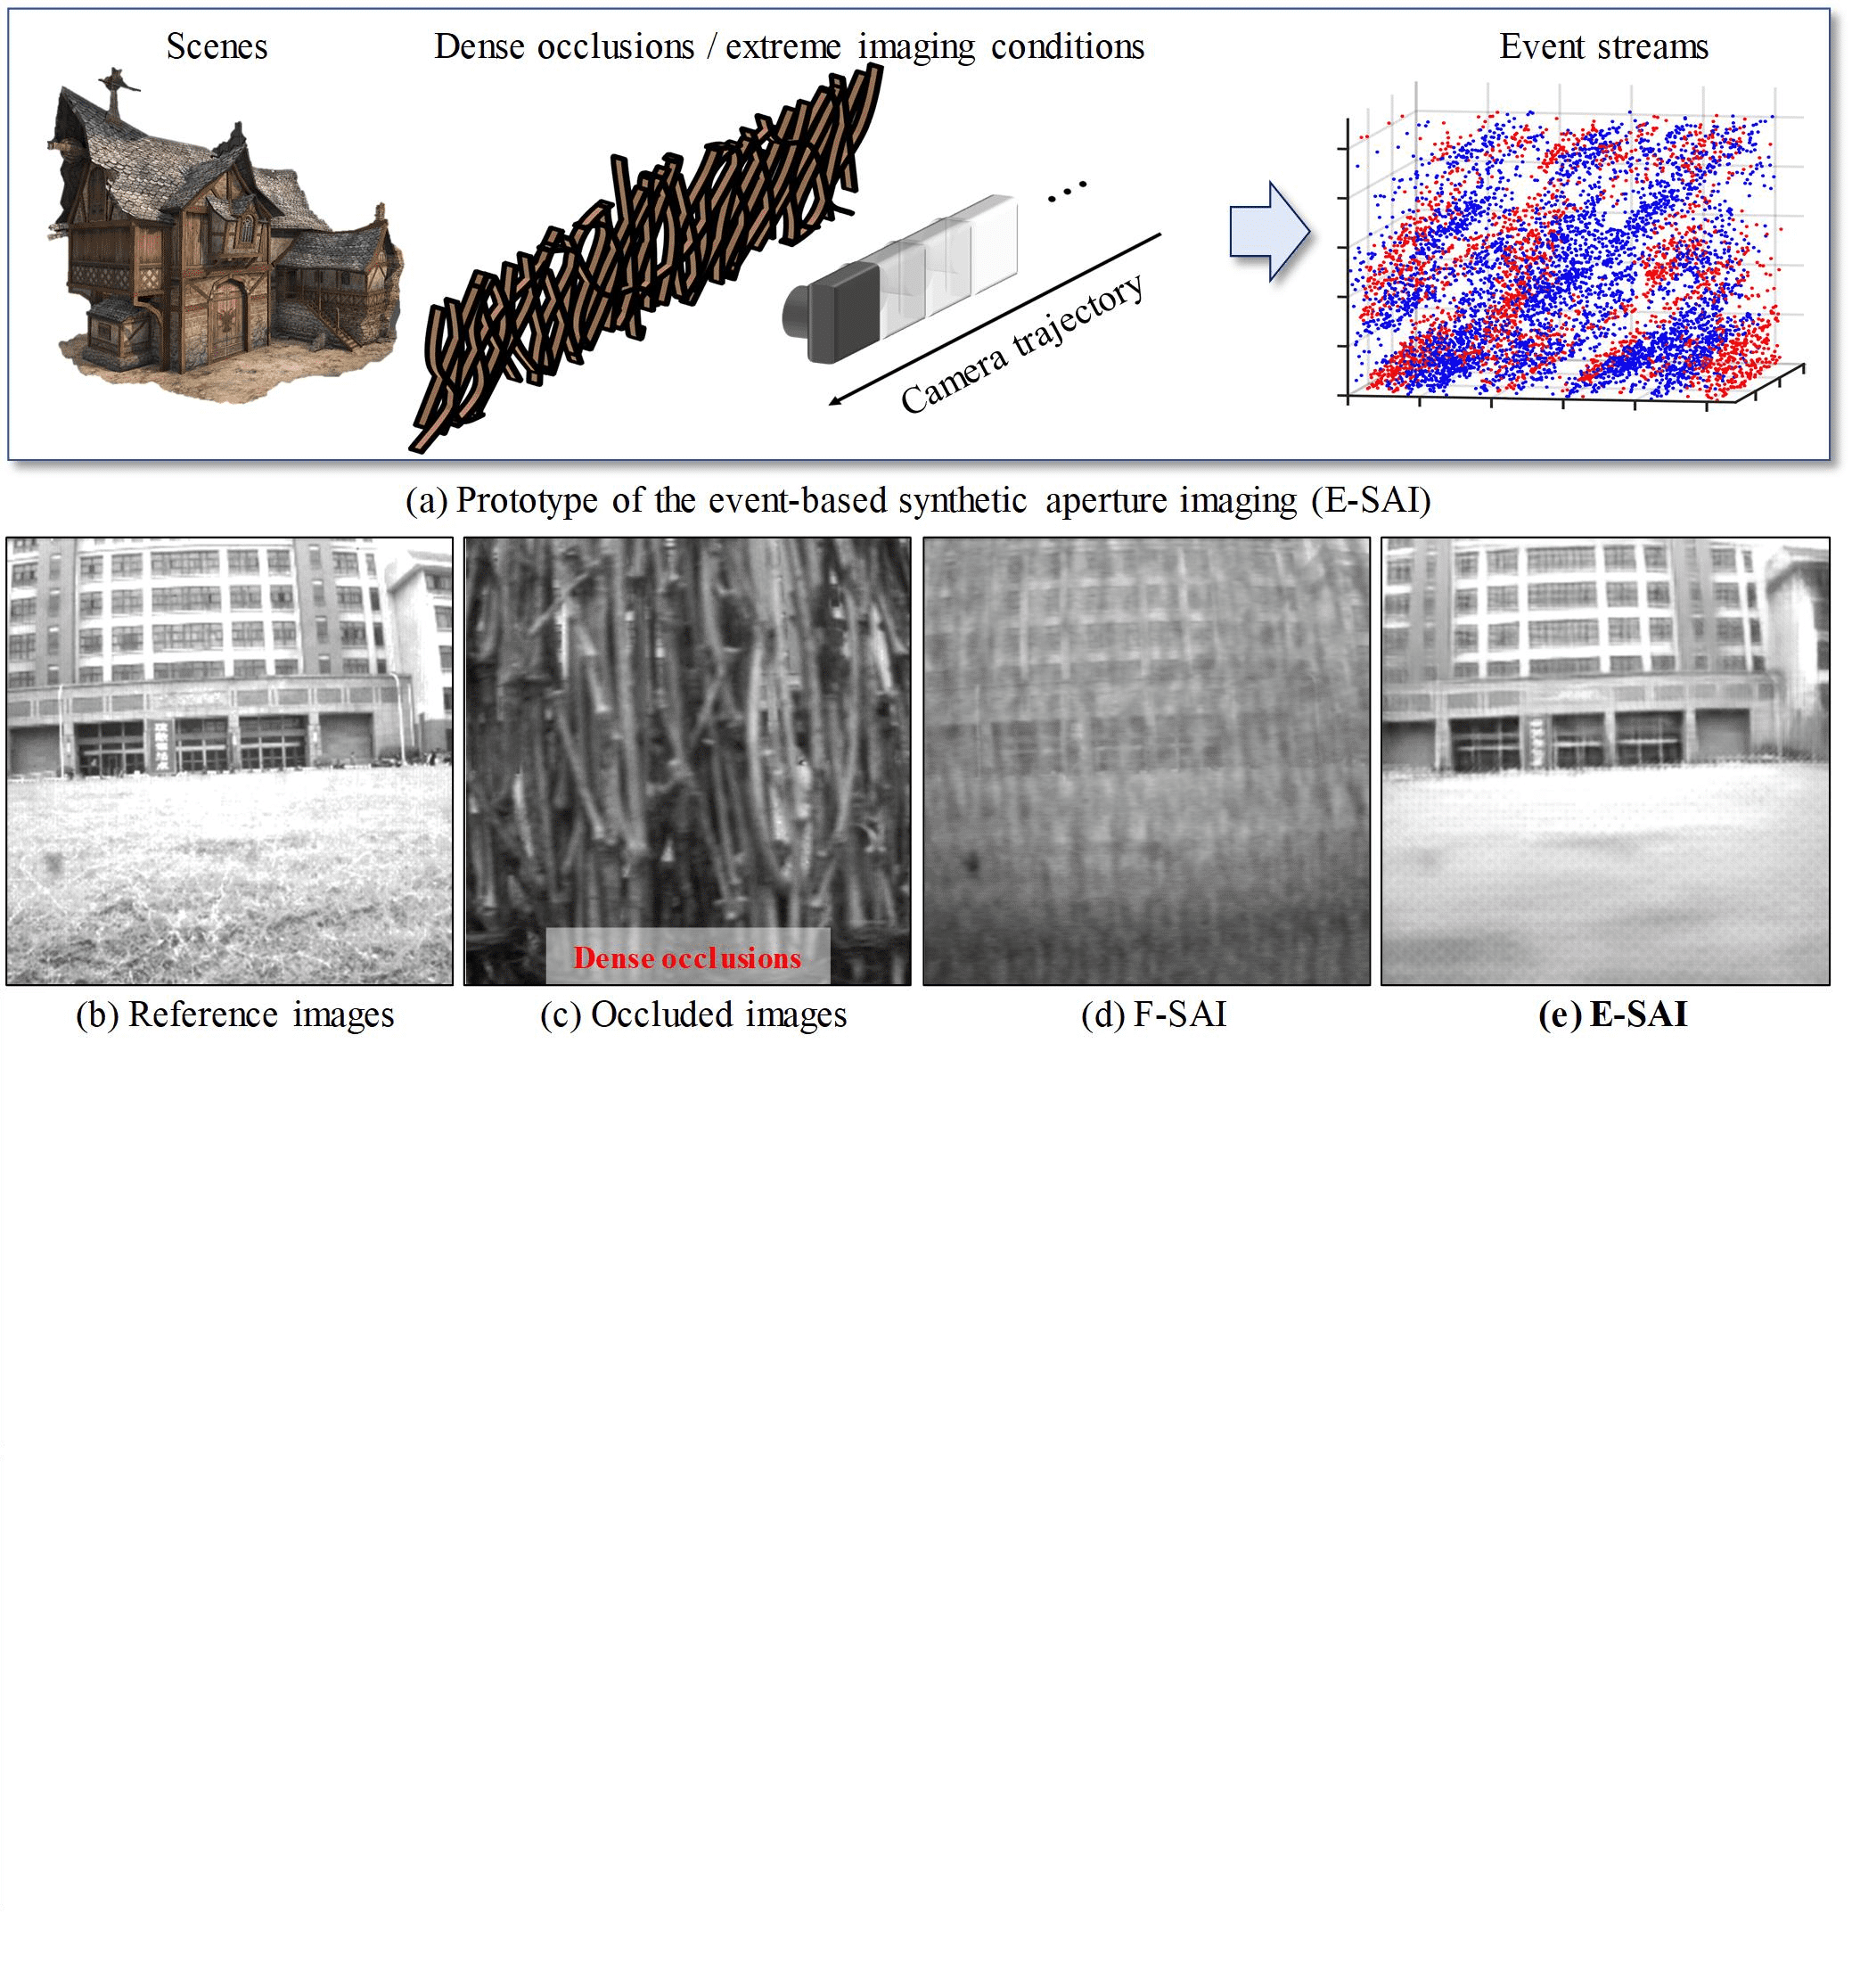 Scenes
Dense occlusions / extreme imaging conditions
Event streams
Camera trajectory
(a) Prototype of the event-based synthetic aperture imaging (E-SAI)
Dense occlusions
(b) Reference images
(c) Occluded images
(d) F-SAI
(e) E-SAI